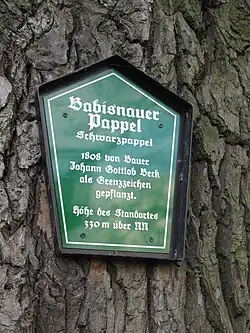 Babisnauer
Pappel
Schwarzpappel
1808 von Bauer
Johann Gottlob Beck
als Grenzzeichen
gepflanzt.
Höhe des Standortes
330 m über NN